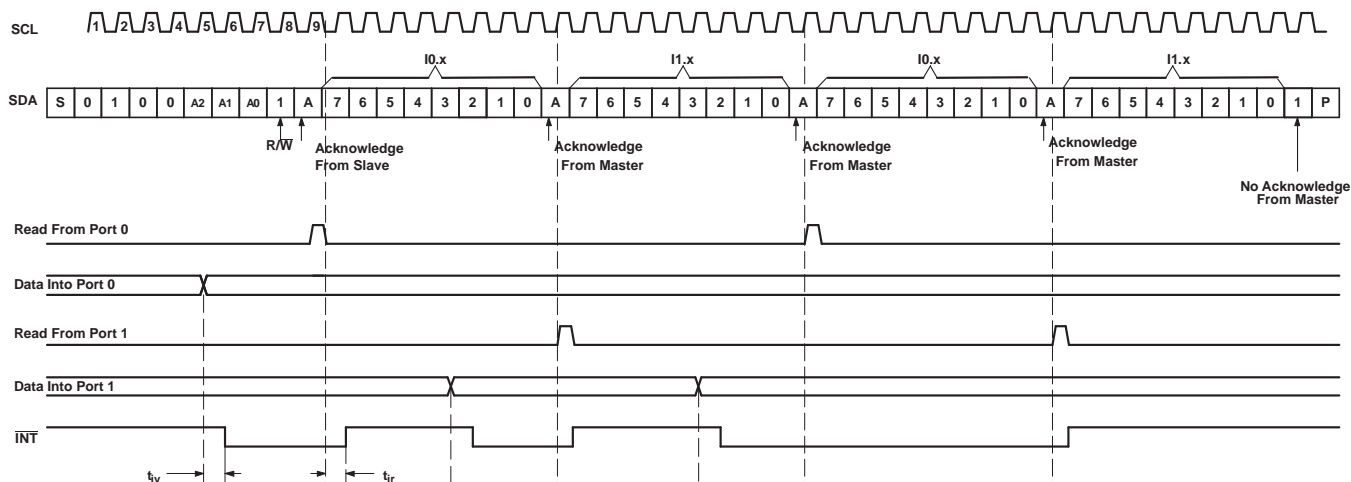 SCL 1 2 3 4 5 6 7 8 9
I0.x I1.x I0.x I1.x
SDA S 0 1 0 0 A2 A1 A0 1 A 7 6 5 4 3 2 1 0 A 7 6 5 4 3 2 1 0 A 7 6 5 4 3 2 1 0 A 7 6 5 4 3 2 1 0 1 P
R/W̅
Acknowledge
From Slave
Acknowledge
From Master
Acknowledge
From Master
Acknowledge
From Master
No Acknowledge
From Master
Read From Port 0
Data Into Port 0
Read From Port 1
Data Into Port 1
I̅N̅T̅
tiv tir